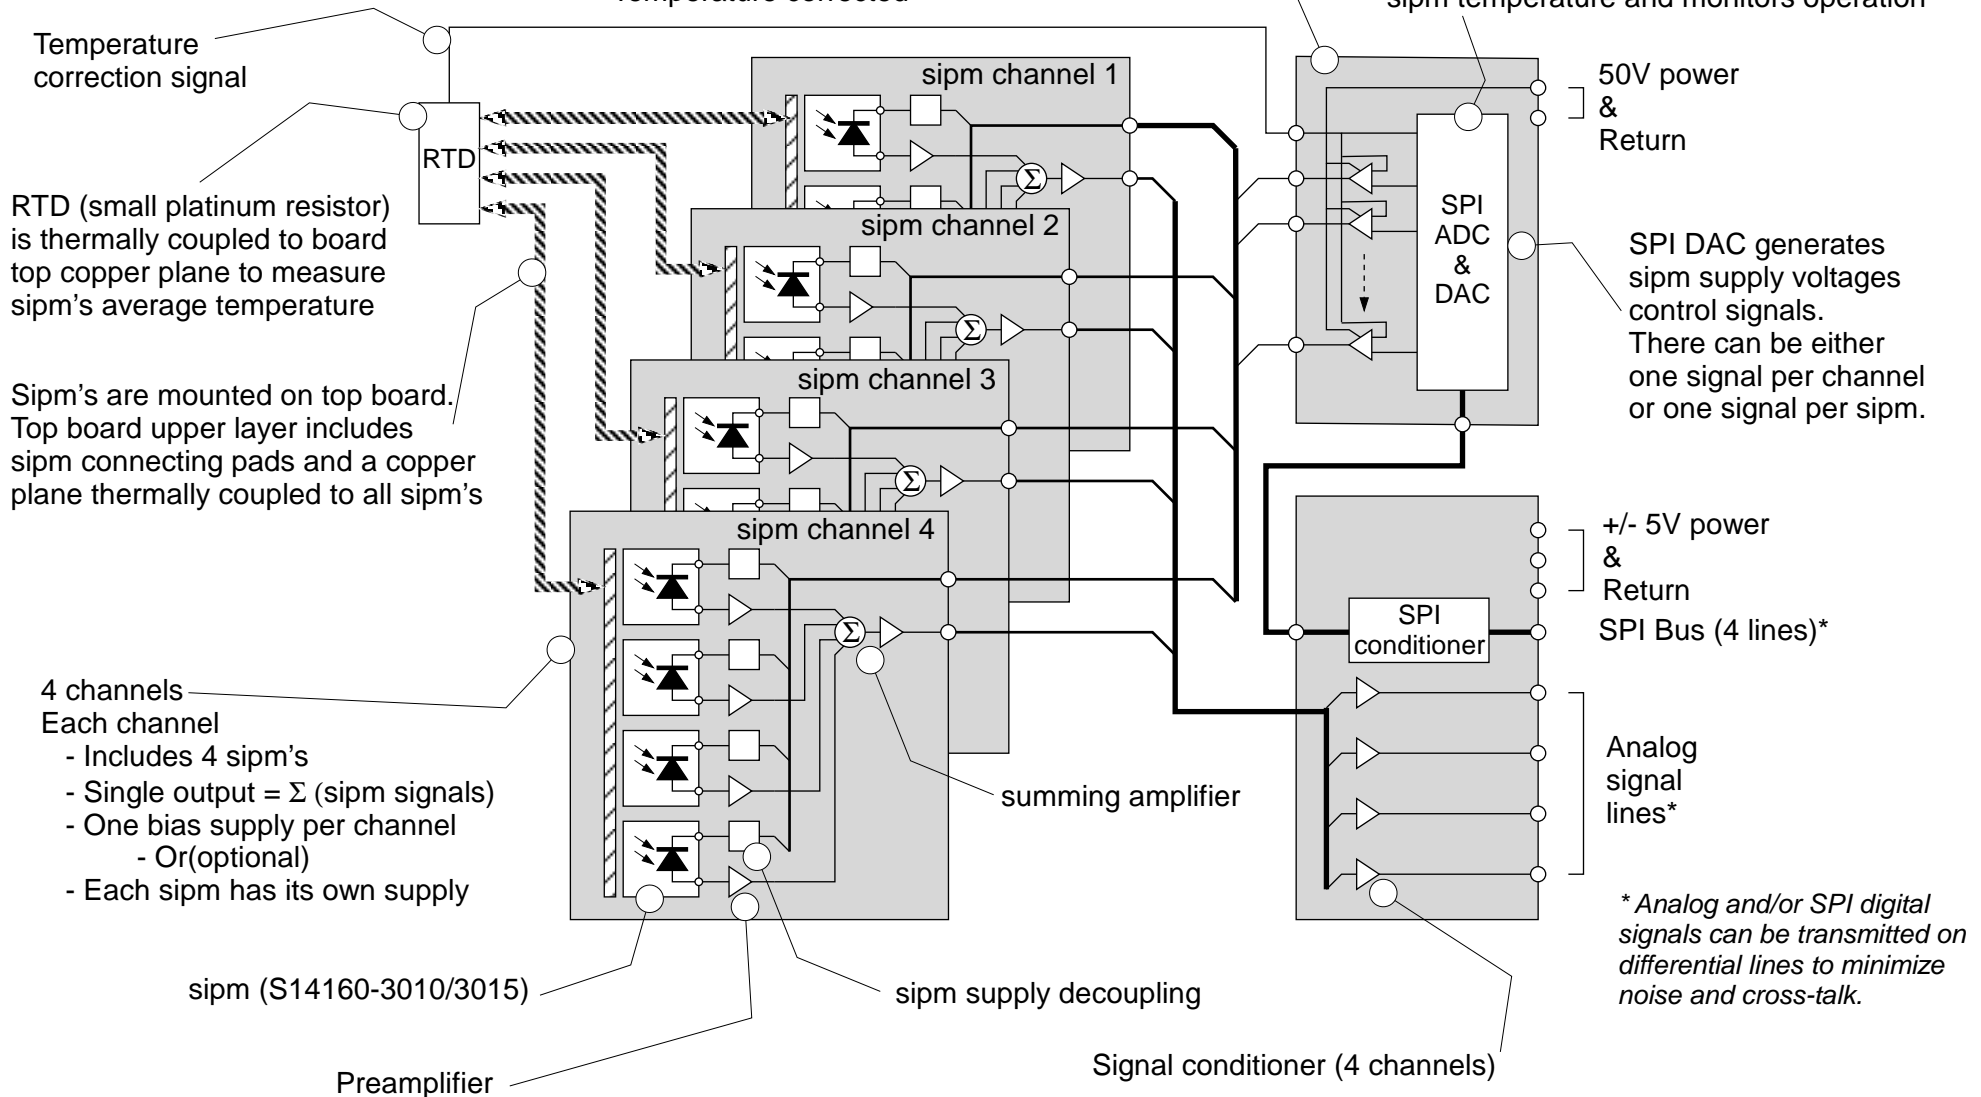 Temperature corrected
sipm temperature and monitors operation
Temperature
correction signal
sipm channel 1
50V power
&
Return
RTD
RTD (small platinum resistor)
is thermally coupled to board
top copper plane to measure
sipm's average temperature
Σ
sipm channel 2
SPI
ADC
&
DAC
SPI DAC generates
sipm supply voltages
control signals.
There can be either
one signal per channel
or one signal per sipm.
Σ
sipm channel 3
Sipm's are mounted on top board.
Top board upper layer includes
sipm connecting pads and a copper
plane thermally coupled to all sipm's
Σ
sipm channel 4
+/- 5V power
&
Return
SPI
conditioner
SPI Bus (4 lines)*
Σ
4 channels
Each channel
- Includes 4 sipm's
- Single output = Σ (sipm signals)
- One bias supply per channel
- Or(optional)
- Each sipm has its own supply
summing amplifier
Analog
signal
lines*
* Analog and/or SPI digital
signals can be transmitted on
differential lines to minimize
noise and cross-talk.
sipm (S14160-3010/3015)
sipm supply decoupling
Signal conditioner (4 channels)
Preamplifier